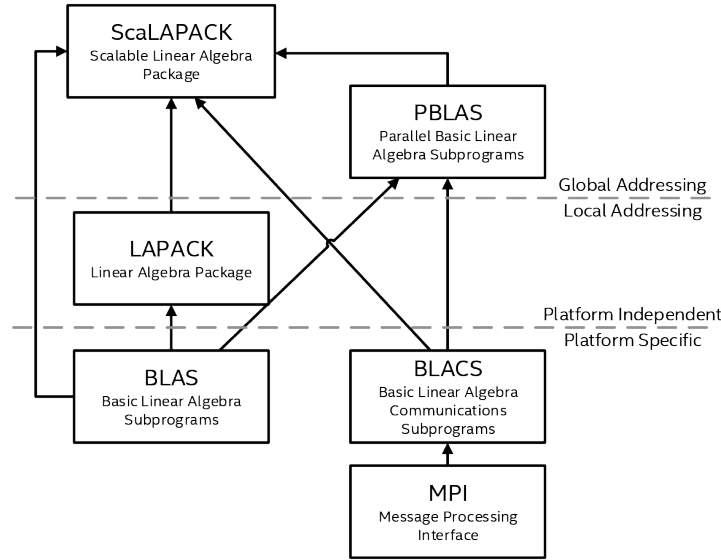 ScaLAPACK
Scalable Linear Algebra
Package
PBLAS
Parallel Basic Linear
Algebra Subprograms
Global Addressing
Local Addressing
LAPACK
Linear Algebra Package
Platform Independent
Platform Specific
BLAS
Basic Linear Algebra
Subprograms
BLACS
Basic Linear Algebra
Communications
Subprograms
MPI
Message Processing
Interface